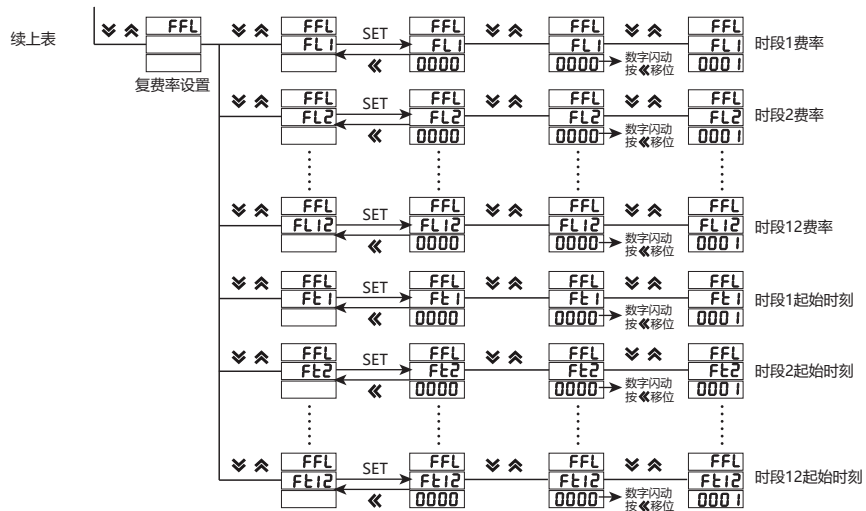 续上表
FFL
复费率设置
FFL SET FFL FFL FFL
FL1 FL1 FL1 FL1 时段1费率
0000 0000 数字闪动 0001
按移位
FFL SET FFL FFL FFL
FL2 FL2 FL2 FL2 时段2费率
0000 0000 数字闪动 0001
按移位
FFL SET FFL FFL FFL
FL12 FL12 FL12 FL12 时段12费率
0000 0000 数字闪动 0001
按移位
FFL SET FFL FFL FFL
Ft1 Ft1 Ft1 Ft1 时段1起始时刻
0000 0000 数字闪动 0001
按移位
FFL SET FFL FFL FFL
Ft2 Ft2 Ft2 Ft2 时段2起始时刻
0000 0000 数字闪动 0001
按移位
FFL SET FFL FFL FFL
Ft12 Ft12 Ft12 Ft12 时段12起始时刻
0000 0000 数字闪动 0001
按移位